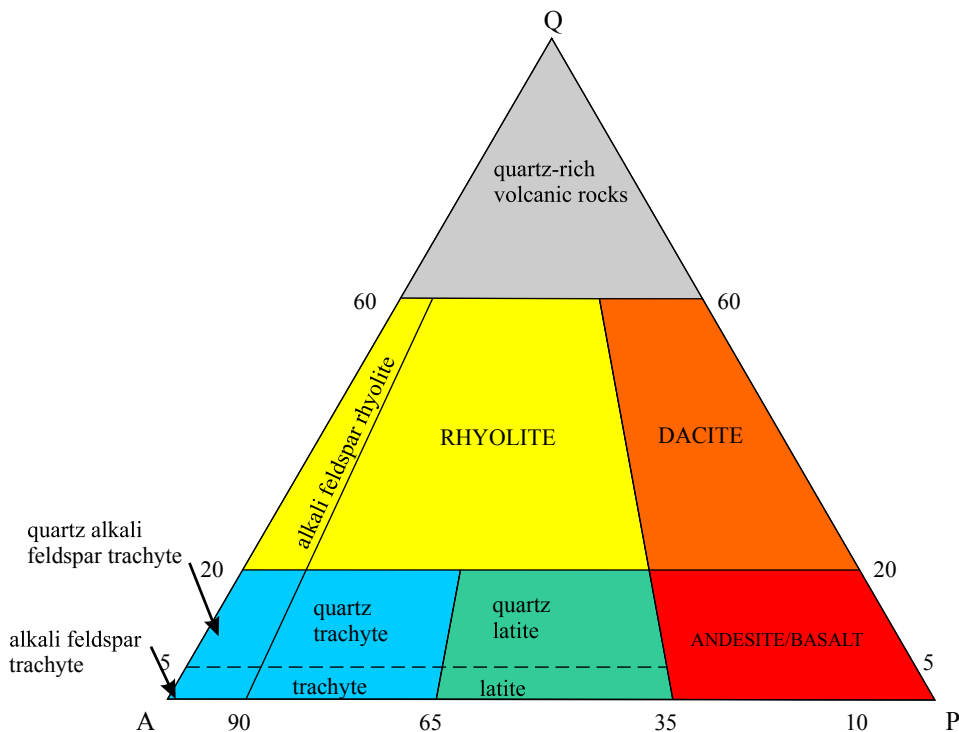 Q
quartz-rich
volcanic rocks
60
60
alkali feldspar rhyolite
RHYOLITE
DACITE
quartz alkali
feldspar trachyte
20
20
quartz
trachyte
quartz
latite
alkali feldspar
trachyte
5
ANDESITE/BASALT
5
trachyte
latite
A
90
65
35
10
P